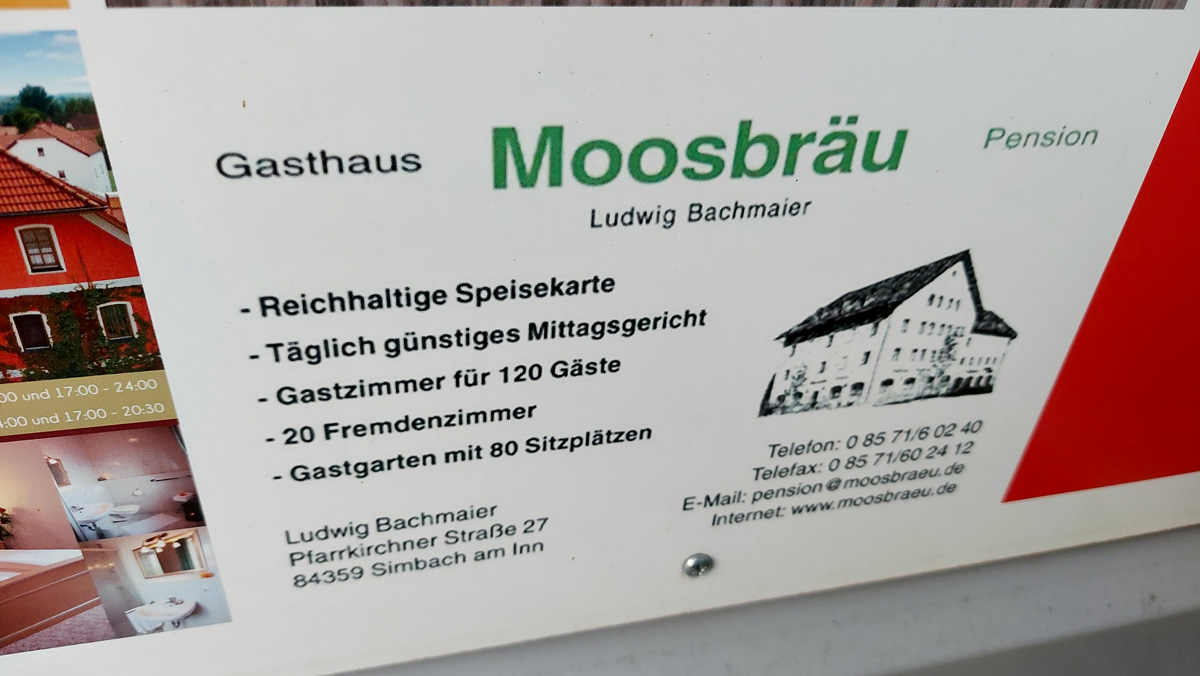 Gasthaus Moosbräu Pension
Ludwig Bachmaier
- Reichhaltige Speisekarte
- Täglich günstiges Mittagsgericht
- Gastzimmer für 120 Gäste
- 20 Fremdenzimmer
- Gastgarten mit 80 Sitzplätzen
Telefon: 0 85 71/6 02 40
Telefax: 0 85 71/60 24 12
E-Mail: pension@moosbraeu.de
Internet: www.moosbraeu.de
Ludwig Bachmaier
Pfarrkirchner Straße 27
84359 Simbach am Inn
und 17:00 - 24:00
und 17:00 - 20:30